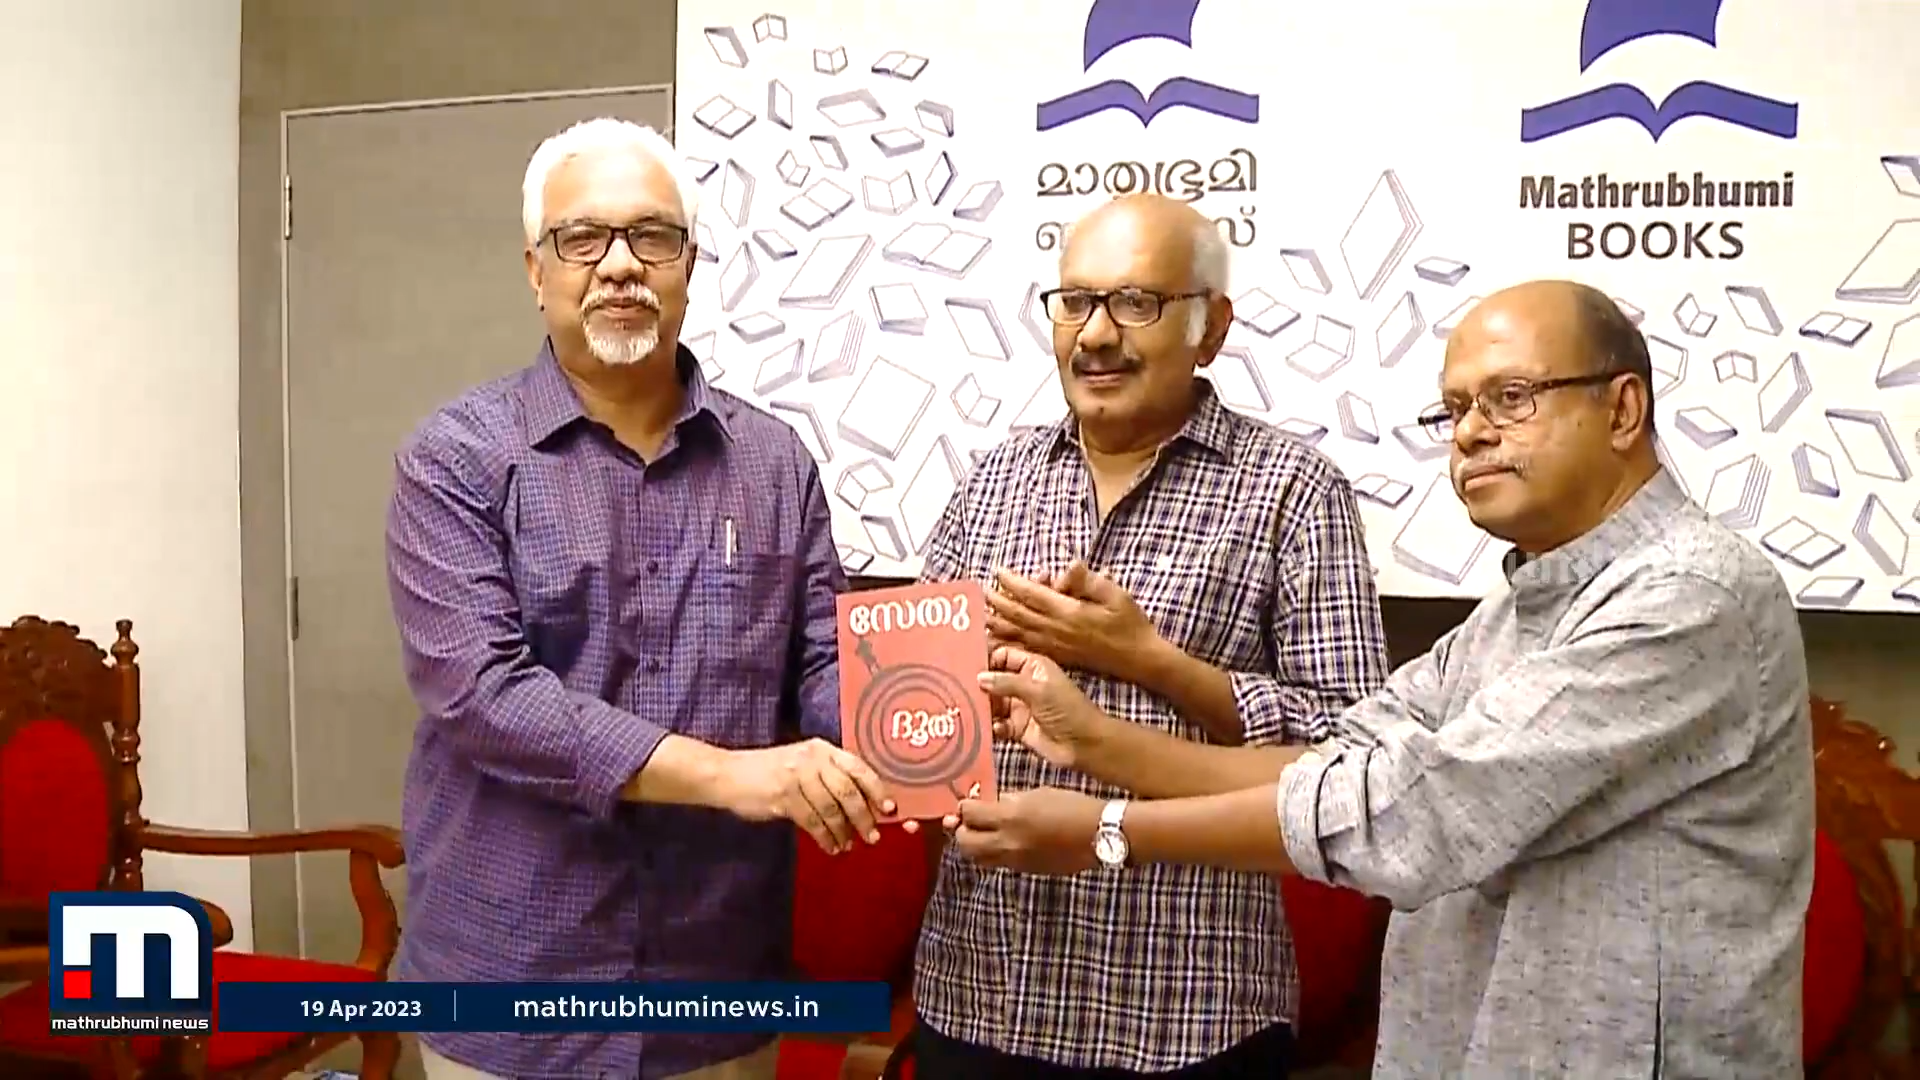 മാതൃഭൂമി
Mathrubhumi
BOOKS
സേതു
ദൂത്
mathrubhumi news
19 Apr 2023
mathrubhuminews.in